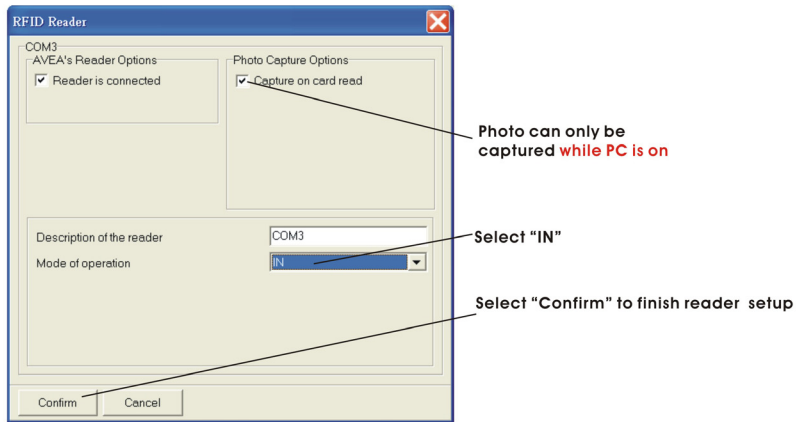 RFID Reader
COM3
AVEA's Reader Options
Reader is connected
Photo Capture Options
Capture on card read
Photo can only be
captured while PC is on
Description of the reader
COM3
Select “IN”
Mode of operation
IN
Select “Confirm” to finish reader setup
Confirm
Cancel